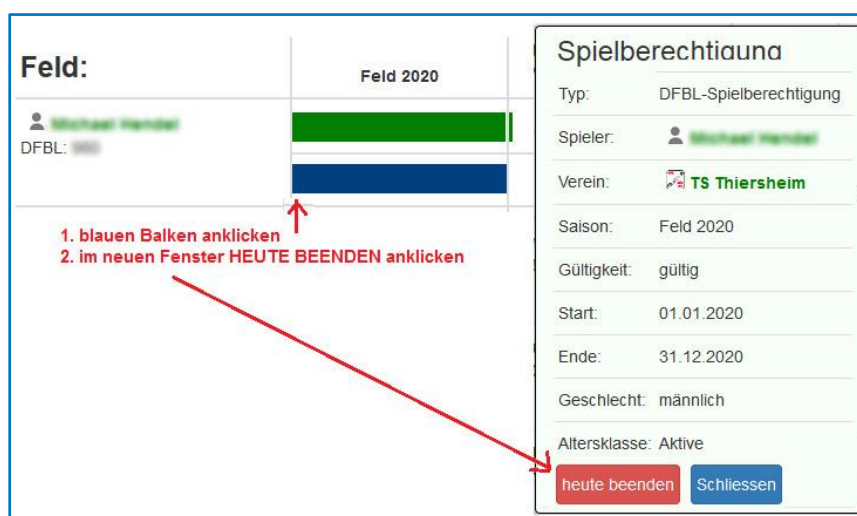 Feld:
Feld 2020
DFBL:
1. blauen Balken anklicken
2. im neuen Fenster HEUTE BEENDEN anklicken
Spielberechtigung
Typ: DFBL-Spielberechtigung
Spieler:
Verein: TS Thiersheim
Saison: Feld 2020
Gültigkeit: gültig
Start: 01.01.2020
Ende: 31.12.2020
Geschlecht: männlich
Altersklasse: Aktive
heute beenden Schliessen